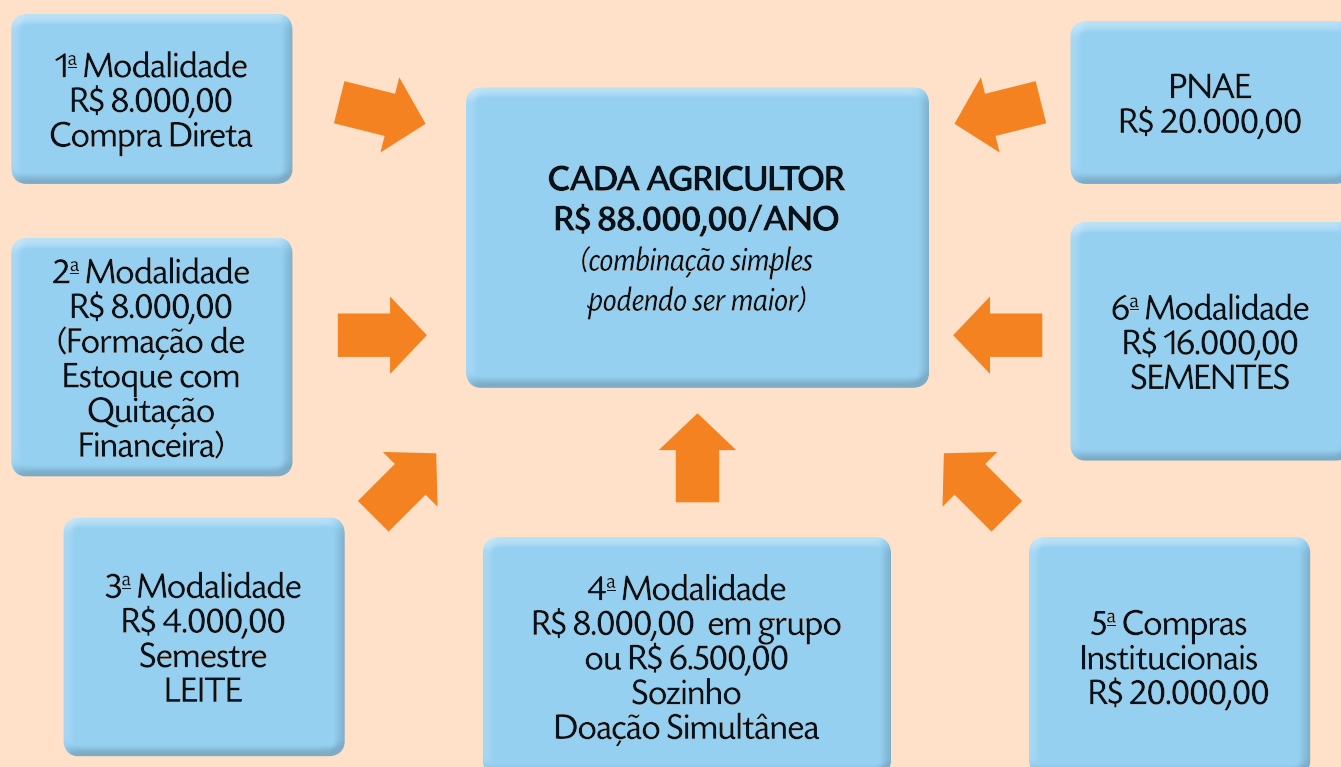 1ª Modalidade
R$ 8.000,00
Compra Direta
2ª Modalidade
R$ 8.000,00
(Formação de
Estoque com
Quitação
Financeira)
3ª Modalidade
R$ 4.000,00
Semestre
LEITE
CADA AGRICULTOR
R$ 88.000,00/ANO
(combinação simples
podendo ser maior)
4ª Modalidade
R$ 8.000,00 em grupo
ou R$ 6.500,00
Sozinho
Doação Simultânea
PNAE
R$ 20.000,00
6ª Modalidade
R$ 16.000,00
SEMENTES
5ª Compras
Institucionais
R$ 20.000,00